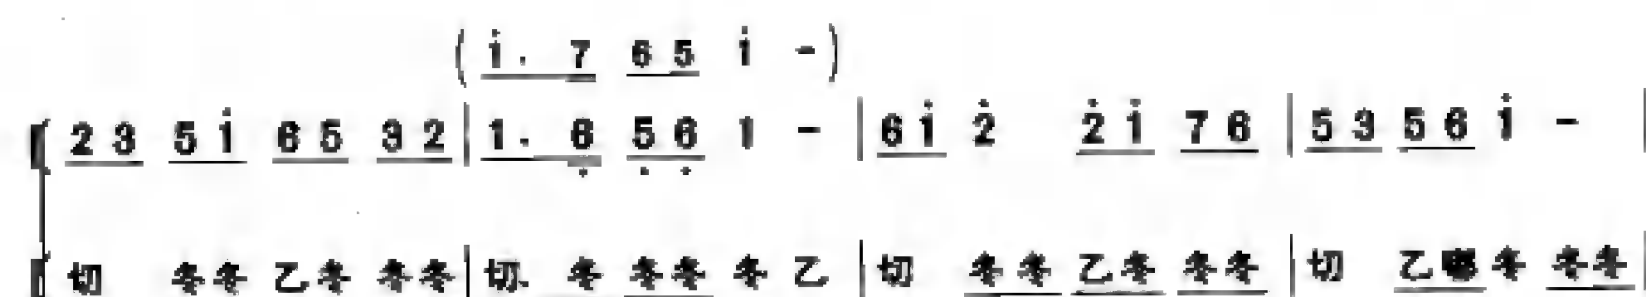 (i̇. 7 6 5 i̇ -)
2 3 5 i̇ 6 5 3 2 | 1. 6̣ 5̣ 6̣ 1 - | 6 i̇ 2̇ 2̇ i̇ 7 6 | 5 3 5 6 i̇ - |
切 冬冬 乙冬 冬冬 | 切. 冬 冬冬 冬 乙 | 切 冬冬 乙冬 冬冬 | 切 乙嘟冬 冬冬 |